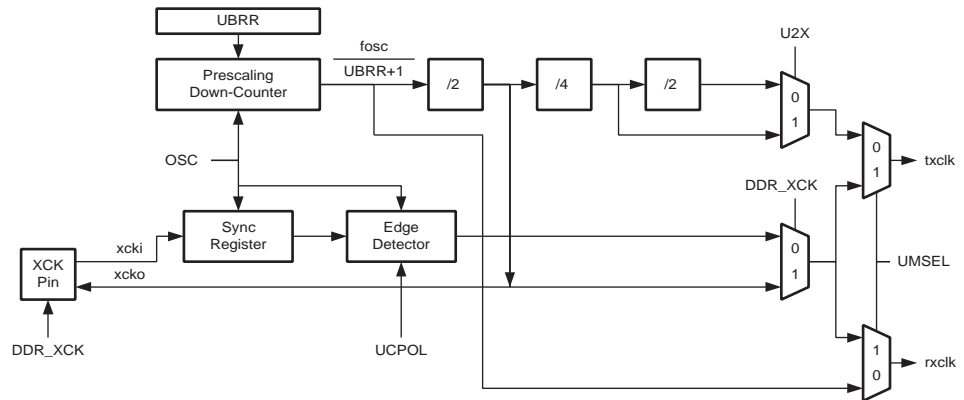 UBRR
fosc
UBRR+1
Prescaling
Down-Counter
/2
/4
/2
U2X
0
1
OSC
0
1
txclk
DDR_XCK
Sync
Register
Edge
Detector
0
1
UMSEL
xcki
XCK
Pin
xcko
DDR_XCK
UCPOL
1
0
rxclk